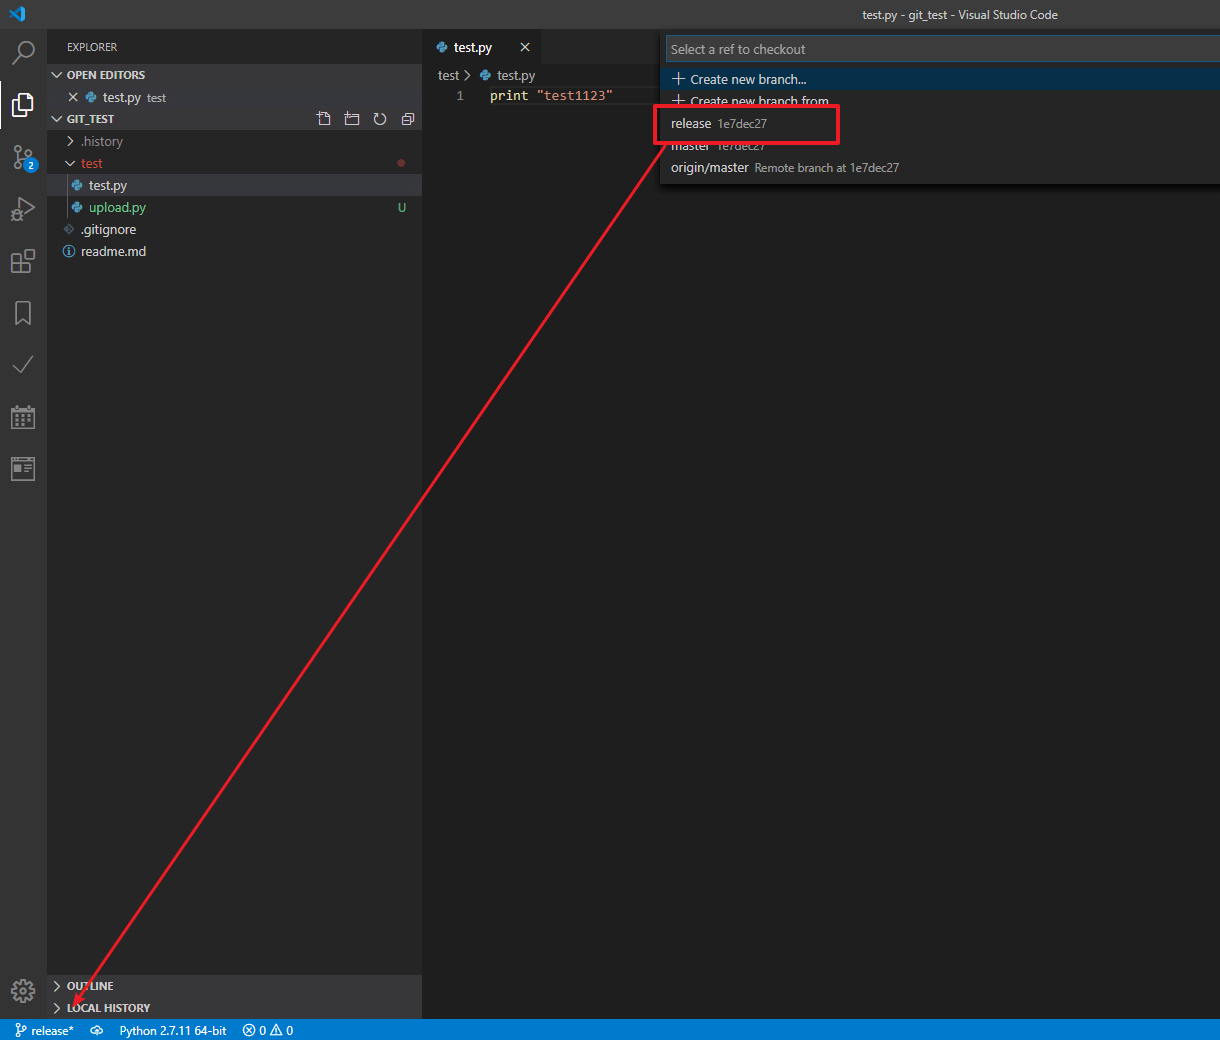 test.py - git_test - Visual Studio Code
EXPLORER
OPEN EDITORS
test.py test
GIT_TEST
.history
test
test.py
upload.py U
.gitignore
readme.md
OUTLINE
LOCAL HISTORY
test.py
test > test.py
1 print "test1123"
Select a ref to checkout
Create new branch...
Create new branch from
release 1e7dec27
master 1e7dec27
origin/master Remote branch at 1e7dec27
2
release* Python 2.7.11 64-bit 0 0